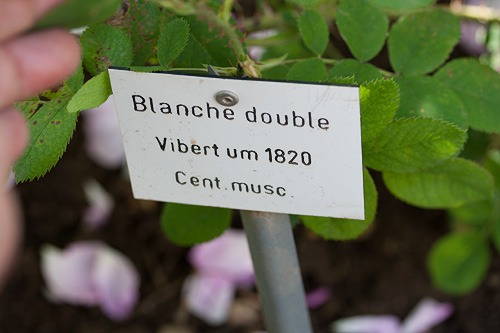 Blanche double
Vibert um 1820
Cent. musc.